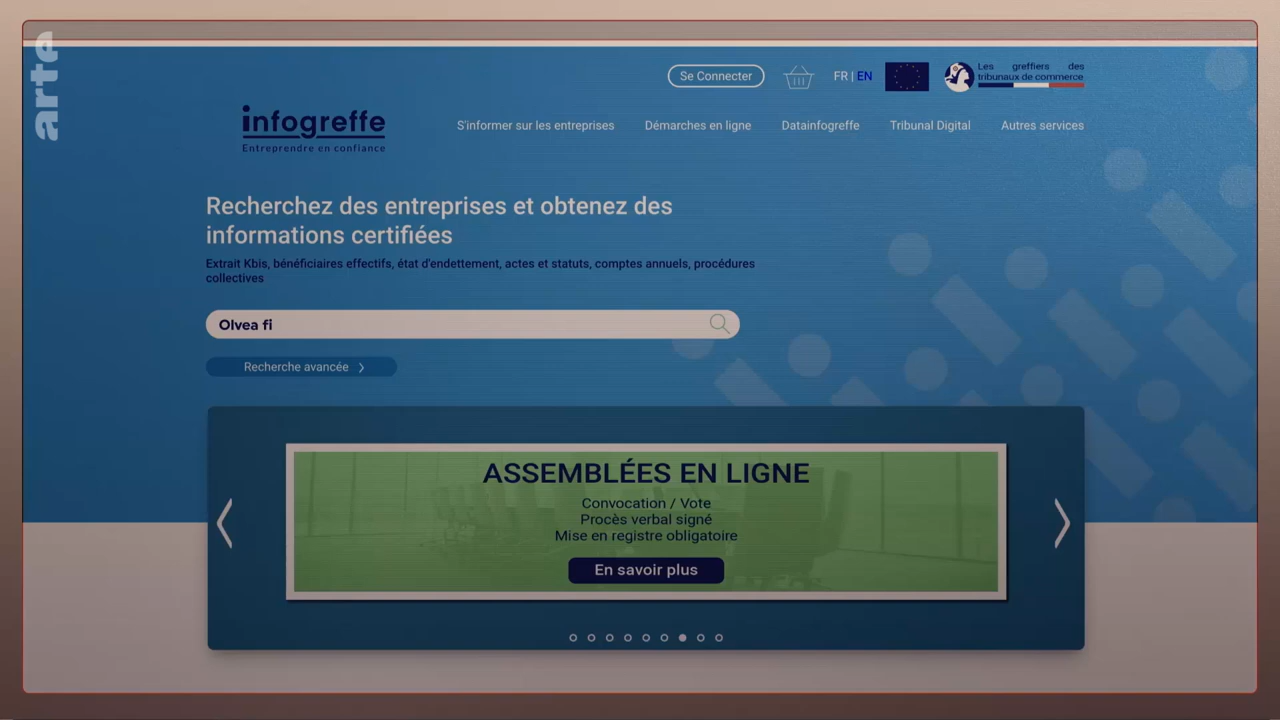 arte
Se Connecter
FR | EN
Les greffiers des
tribunaux de commerce
infogreffe
Entreprendre en confiance
S'informer sur les entreprises
Démarches en ligne
Datainfogreffe
Tribunal Digital
Autres services
Recherchez des entreprises et obtenez des
informations certifiées
Extrait Kbis, bénéficiaires effectifs, état d'endettement, actes et statuts, comptes annuels, procédures
collectives
Olvea fi
Recherche avancée
ASSEMBLÉES EN LIGNE
Convocation / Vote
Procès verbal signé
Mise en registre obligatoire
En savoir plus